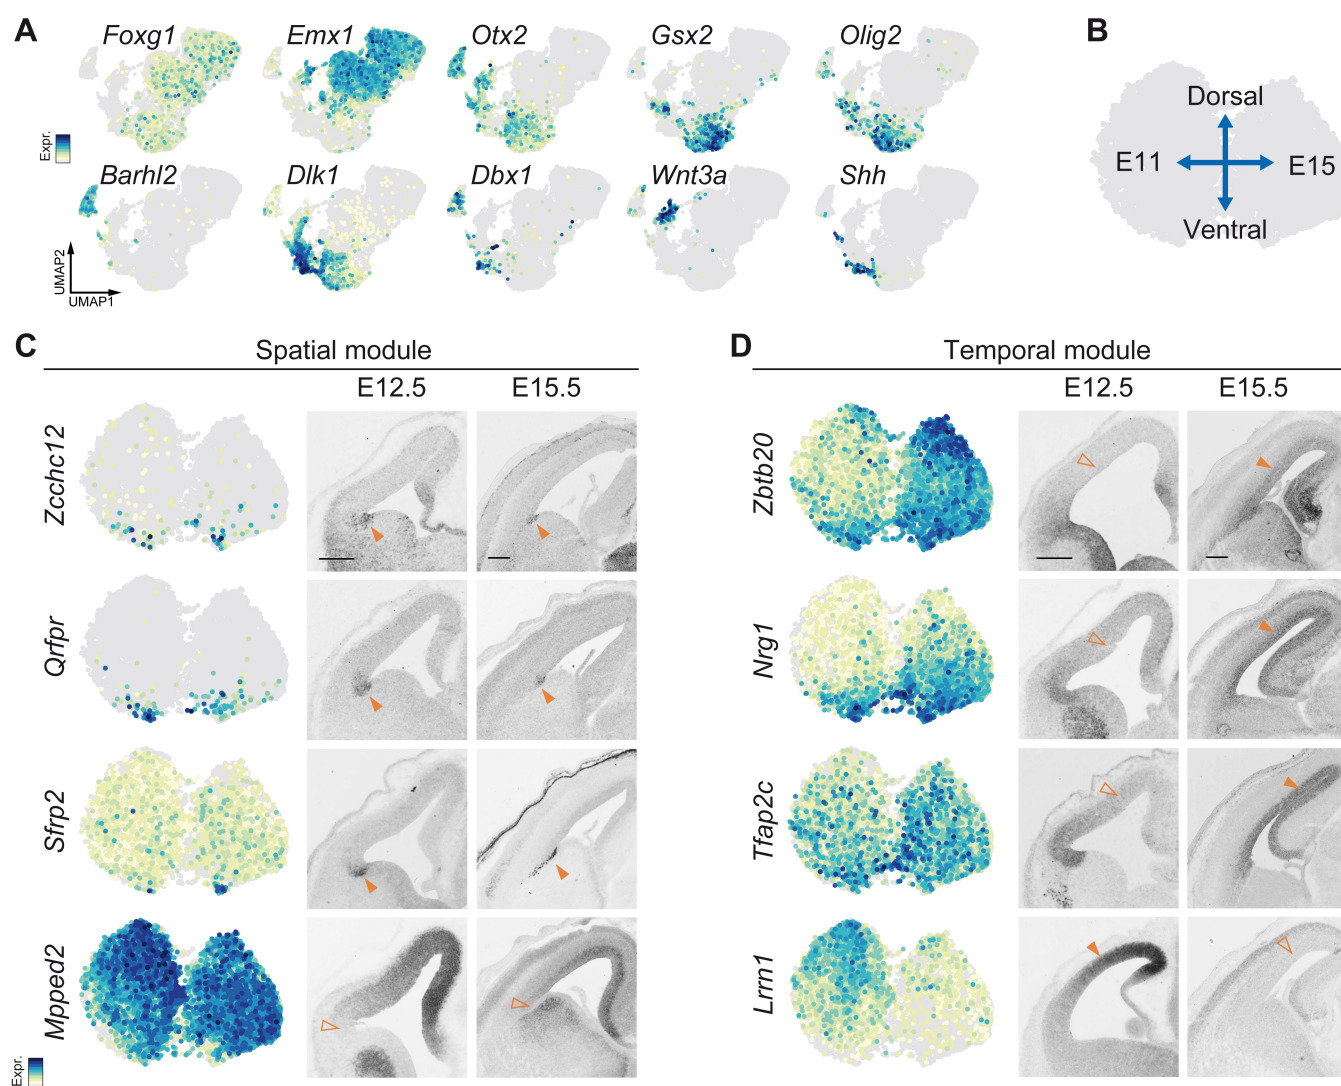 A
Foxg1 Emx1 Otx2 Gsx2 Olig2
Expr.
Barhl2 Dlk1 Dbx1 Wnt3a Shh
UMAP2
UMAP1
B
Dorsal
E11 E15
Ventral
C
Spatial module
E12.5 E15.5
Zcchc12
Qrfpr
Sfrp2
Mpped2
Expr.
D
Temporal module
E12.5 E15.5
Zbtb20
Nrg1
Tfap2c
Lrrn1